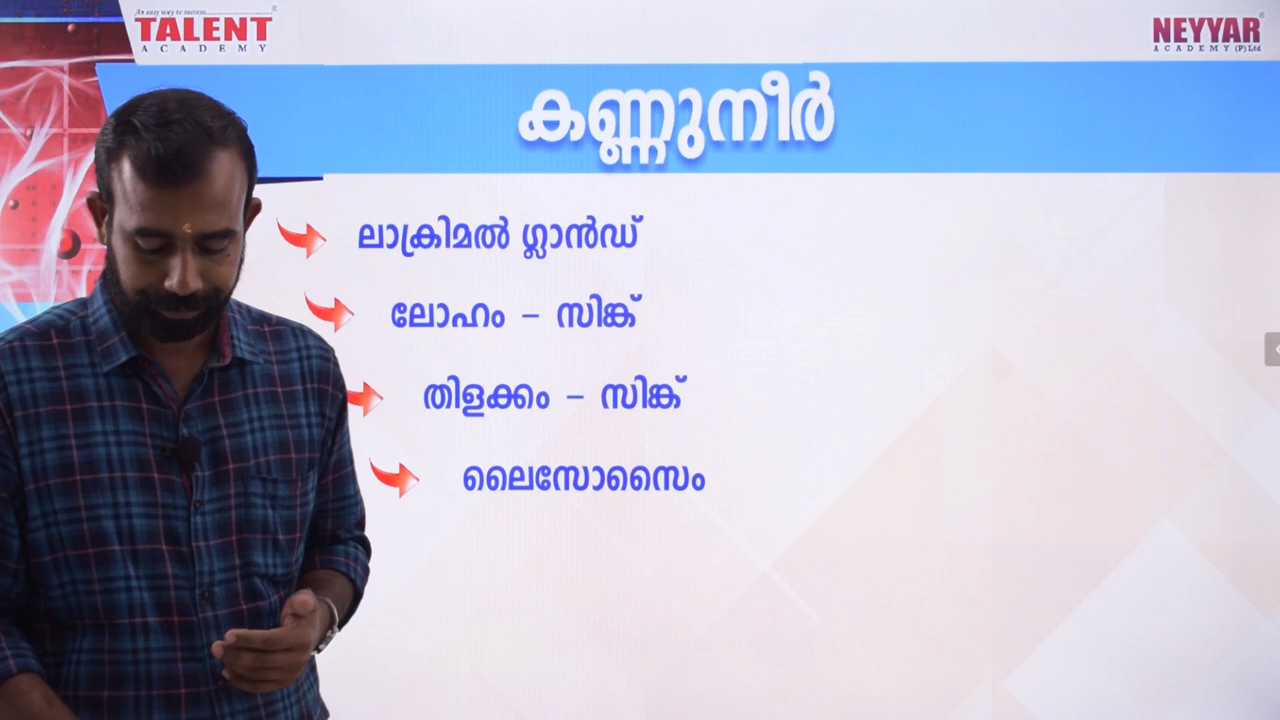 An easy way to success
TALENT
ACADEMY
NEYYAR
ACADEMY (P) Ltd
കണ്ണുനീർ
ലാക്രിമൽ ഗ്ലാൻഡ്
ലോഹം – സിങ്ക്
തിളക്കം – സിങ്ക്
ലൈസോസൈം